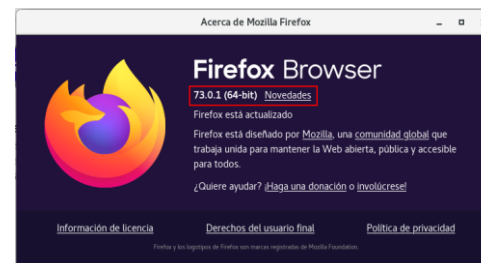 Acerca de Mozilla Firefox
Firefox Browser
73.0.1 (64-bit) Novedades
Firefox está actualizado
Firefox está diseñado por Mozilla, una comunidad global que
trabaja unida para mantener la Web abierta, pública y accesible
para todos.
¿Quiere ayudar? ¡Haga una donación o involúcrese!
Información de licencia Derechos del usuario final Política de privacidad
Firefox y los logotipos de Firefox son marcas registradas de Mozilla Foundation.